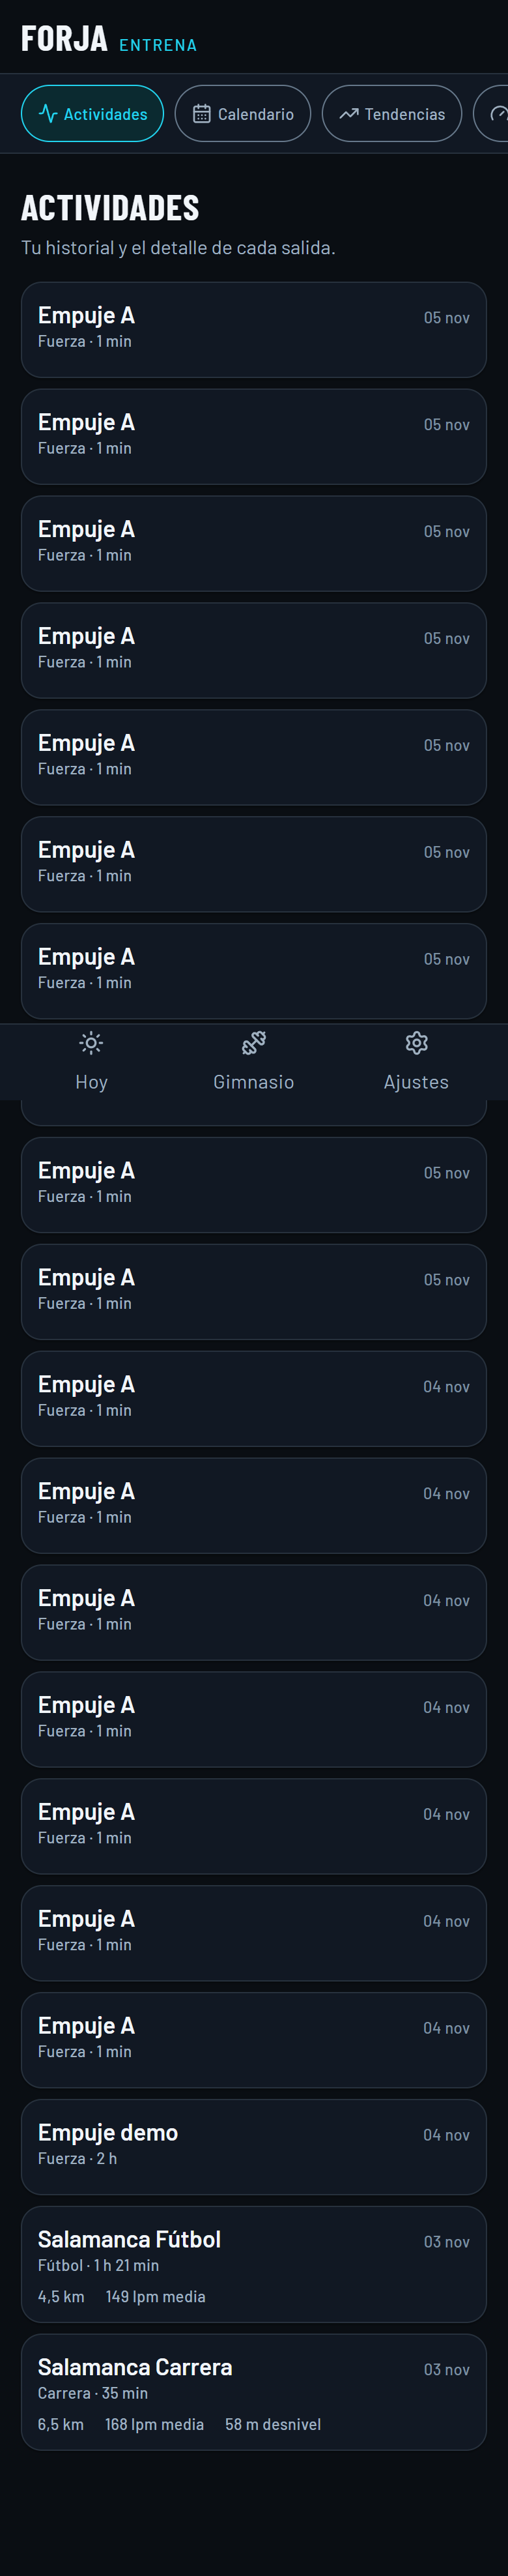 FORJA ENTRENA
Actividades Calendario Tendencias
ACTIVIDADES
Tu historial y el detalle de cada salida.
Empuje A 05 nov
Fuerza · 1 min
Empuje A 05 nov
Fuerza · 1 min
Empuje A 05 nov
Fuerza · 1 min
Empuje A 05 nov
Fuerza · 1 min
Empuje A 05 nov
Fuerza · 1 min
Empuje A 05 nov
Fuerza · 1 min
Empuje A 05 nov
Fuerza · 1 min
Hoy Gimnasio Ajustes
Empuje A 05 nov
Fuerza · 1 min
Empuje A 05 nov
Fuerza · 1 min
Empuje A 04 nov
Fuerza · 1 min
Empuje A 04 nov
Fuerza · 1 min
Empuje A 04 nov
Fuerza · 1 min
Empuje A 04 nov
Fuerza · 1 min
Empuje A 04 nov
Fuerza · 1 min
Empuje A 04 nov
Fuerza · 1 min
Empuje A 04 nov
Fuerza · 1 min
Empuje demo 04 nov
Fuerza · 2 h
Salamanca Fútbol 03 nov
Fútbol · 1 h 21 min
4,5 km 149 lpm media
Salamanca Carrera 03 nov
Carrera · 35 min
6,5 km 168 lpm media 58 m desnivel